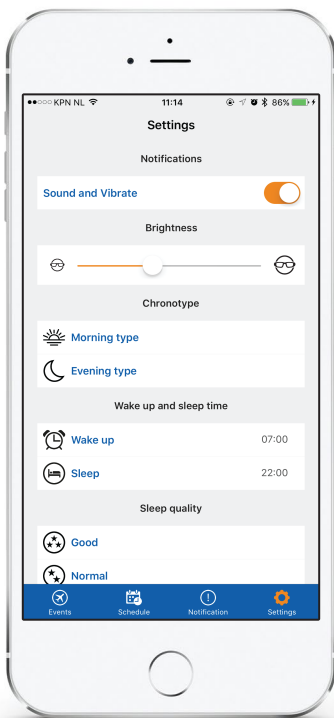 KPN NL 11:14 86%
Settings
Notifications
Sound and Vibrate
Brightness
Chronotype
Morning type
Evening type
Wake up and sleep time
Wake up 07:00
Sleep 22:00
Sleep quality
Good
Normal
Events Schedule Notification Settings